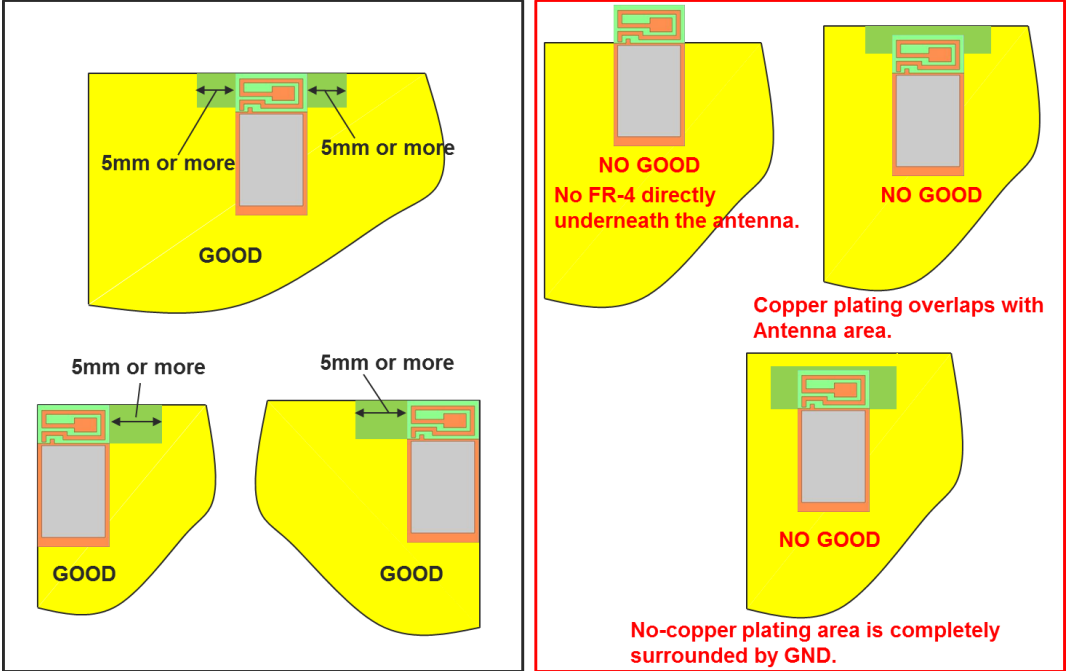 5mm or more
5mm or more
GOOD
5mm or more
5mm or more
GOOD
GOOD
NO GOOD
No FR-4 directly
underneath the antenna.
NO GOOD
Copper plating overlaps with
Antenna area.
NO GOOD
No-copper plating area is completely
surrounded by GND.